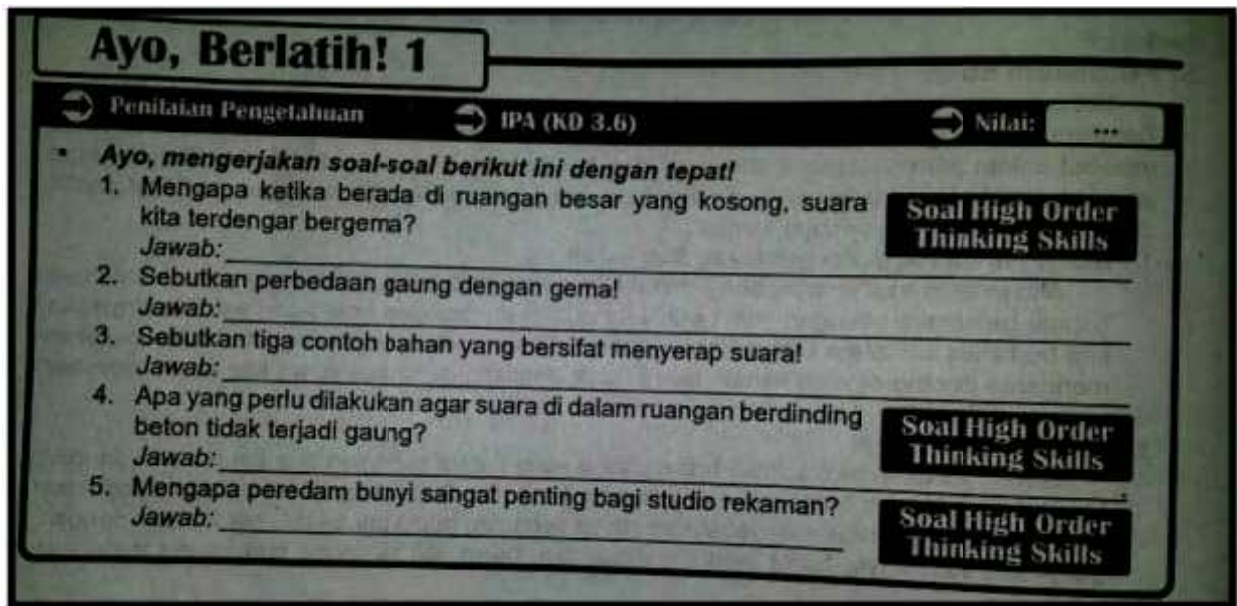 Ayo, Berlatih! 1
Penilaian Pengetahuan IPA (KD 3.6) Nilai: ...
Ayo, mengerjakan soal-soal berikut ini dengan tepat!
1. Mengapa ketika berada di ruangan besar yang kosong, suara
kita terdengar bergema?
Jawab:
Soal High Order
Thinking Skills
2. Sebutkan perbedaan gaung dengan gema!
Jawab:
3. Sebutkan tiga contoh bahan yang bersifat menyerap suara!
Jawab:
4. Apa yang perlu dilakukan agar suara di dalam ruangan berdinding
beton tidak terjadi gaung?
Jawab:
Soal High Order
Thinking Skills
5. Mengapa peredam bunyi sangat penting bagi studio rekaman?
Jawab:
Soal High Order
Thinking Skills